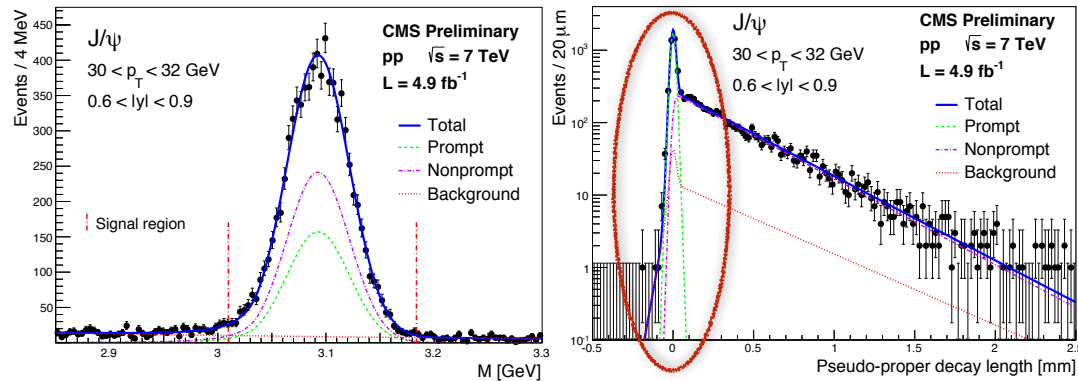 Events / 4 MeV
450
400
350
300
250
200
150
100
50
J/ψ
30 < p_T < 32 GeV
0.6 < |y| < 0.9
CMS Preliminary
pp √s = 7 TeV
L = 4.9 fb⁻¹
Total
Prompt
Nonprompt
Background
Signal region
2.9 3 3.1 3.2 3.3
M [GeV]
Events / 20 μm
10³
10²
10
1
10⁻¹
J/ψ
30 < p_T < 32 GeV
0.6 < |y| < 0.9
CMS Preliminary
pp √s = 7 TeV
L = 4.9 fb⁻¹
Total
Prompt
Nonprompt
Background
-0.5 0 0.5 1 1.5 2 2.5
Pseudo-proper decay length [mm]